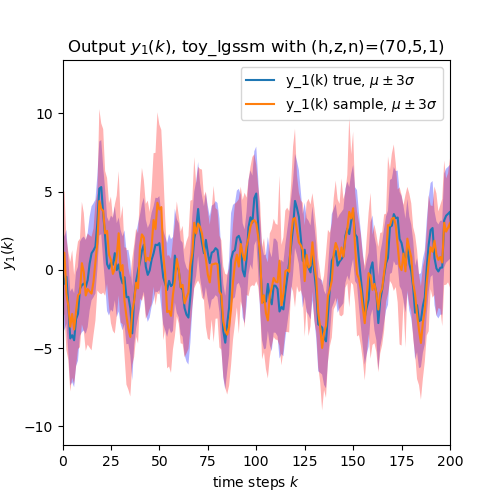 Output y₁(k), toy_lgssm with (h,z,n)=(70,5,1)
y_1(k) true, μ ± 3σ
y_1(k) sample, μ ± 3σ
10
5
0
−5
−10
y₁(k)
0
25
50
75
100
125
150
175
200
time steps k